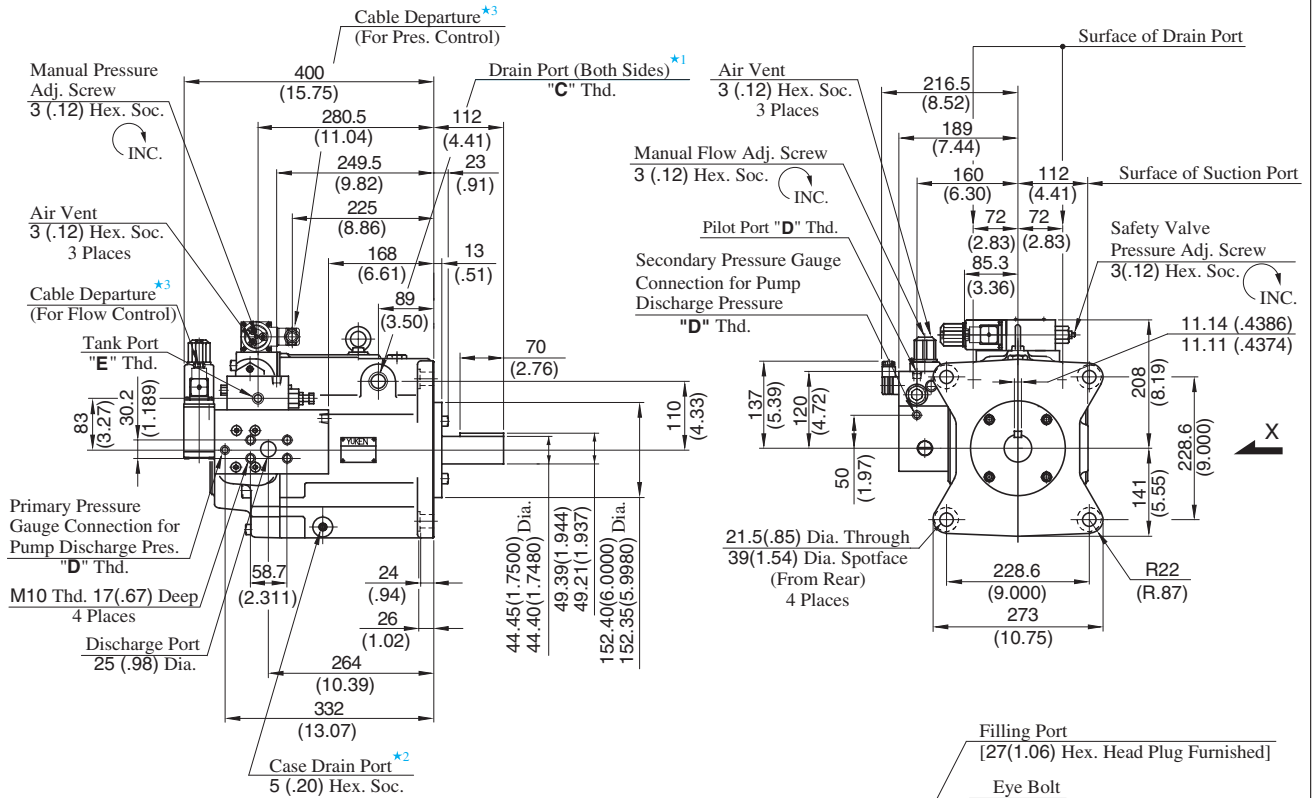 Cable Departure★3
(For Pres. Control)
Manual Pressure
Adj. Screw
3 (.12) Hex. Soc.
INC.
400
(15.75)
Drain Port (Both Sides)★1
"C" Thd.
280.5
(11.04)
112
(4.41)
249.5
(9.82)
23
(.91)
225
(8.86)
168
(6.61)
13
(.51)
89
(3.50)
Air Vent
3 (.12) Hex. Soc.
3 Places
Cable Departure★3
(For Flow Control)
Tank Port
"E" Thd.
70
(2.76)
83
(3.27)
30.2
(1.189)
110
(4.33)
YUKEN
Primary Pressure
Gauge Connection for
Pump Discharge Pres.
"D" Thd.
M10 Thd. 17(.67) Deep
4 Places
Discharge Port
25 (.98) Dia.
58.7
(2.311)
24
(.94)
26
(1.02)
264
(10.39)
332
(13.07)
44.45(1.7500) Dia.
44.40(1.7480)
49.39(1.944)
49.21(1.937)
152.40(6.0000) Dia.
152.35(5.9980)
Case Drain Port★2
5 (.20) Hex. Soc.
Surface of Drain Port
Air Vent
3 (.12) Hex. Soc.
3 Places
216.5
(8.52)
189
(7.44)
Manual Flow Adj. Screw
3 (.12) Hex. Soc.
INC.
160
(6.30)
112
(4.41)
Surface of Suction Port
72
(2.83)
72
(2.83)
Pilot Port "D" Thd.
85.3
(3.36)
Safety Valve
Pressure Adj. Screw
3(.12) Hex. Soc.
INC.
Secondary Pressure Gauge
Connection for Pump
Discharge Pressure
"D" Thd.
11.14 (.4386)
11.11 (.4374)
137
(5.39)
120
(4.72)
50
(1.97)
208
(8.19)
228.6
(9.000)
141
(5.55)
X
21.5(.85) Dia. Through
39(1.54) Dia. Spotface
(From Rear)
4 Places
228.6
(9.000)
273
(10.75)
R22
(R.87)
Filling Port
[27(1.06) Hex. Head Plug Furnished]
Eye Bolt